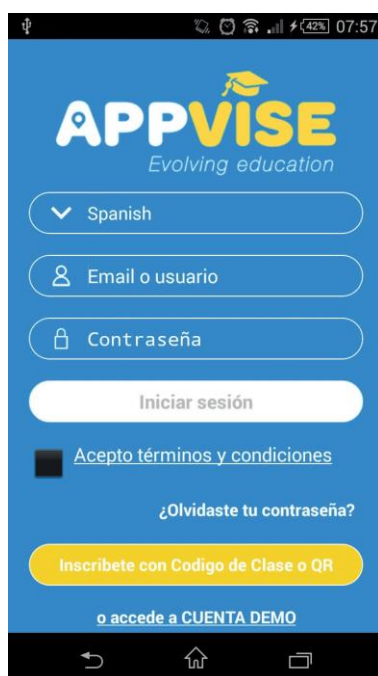 42% 07:57
APPVISE
Evolving education
Spanish
Email o usuario
Contraseña
Iniciar sesión
Acepto términos y condiciones
¿Olvidaste tu contraseña?
Inscribete con Codigo de Clase o QR
o accede a CUENTA DEMO